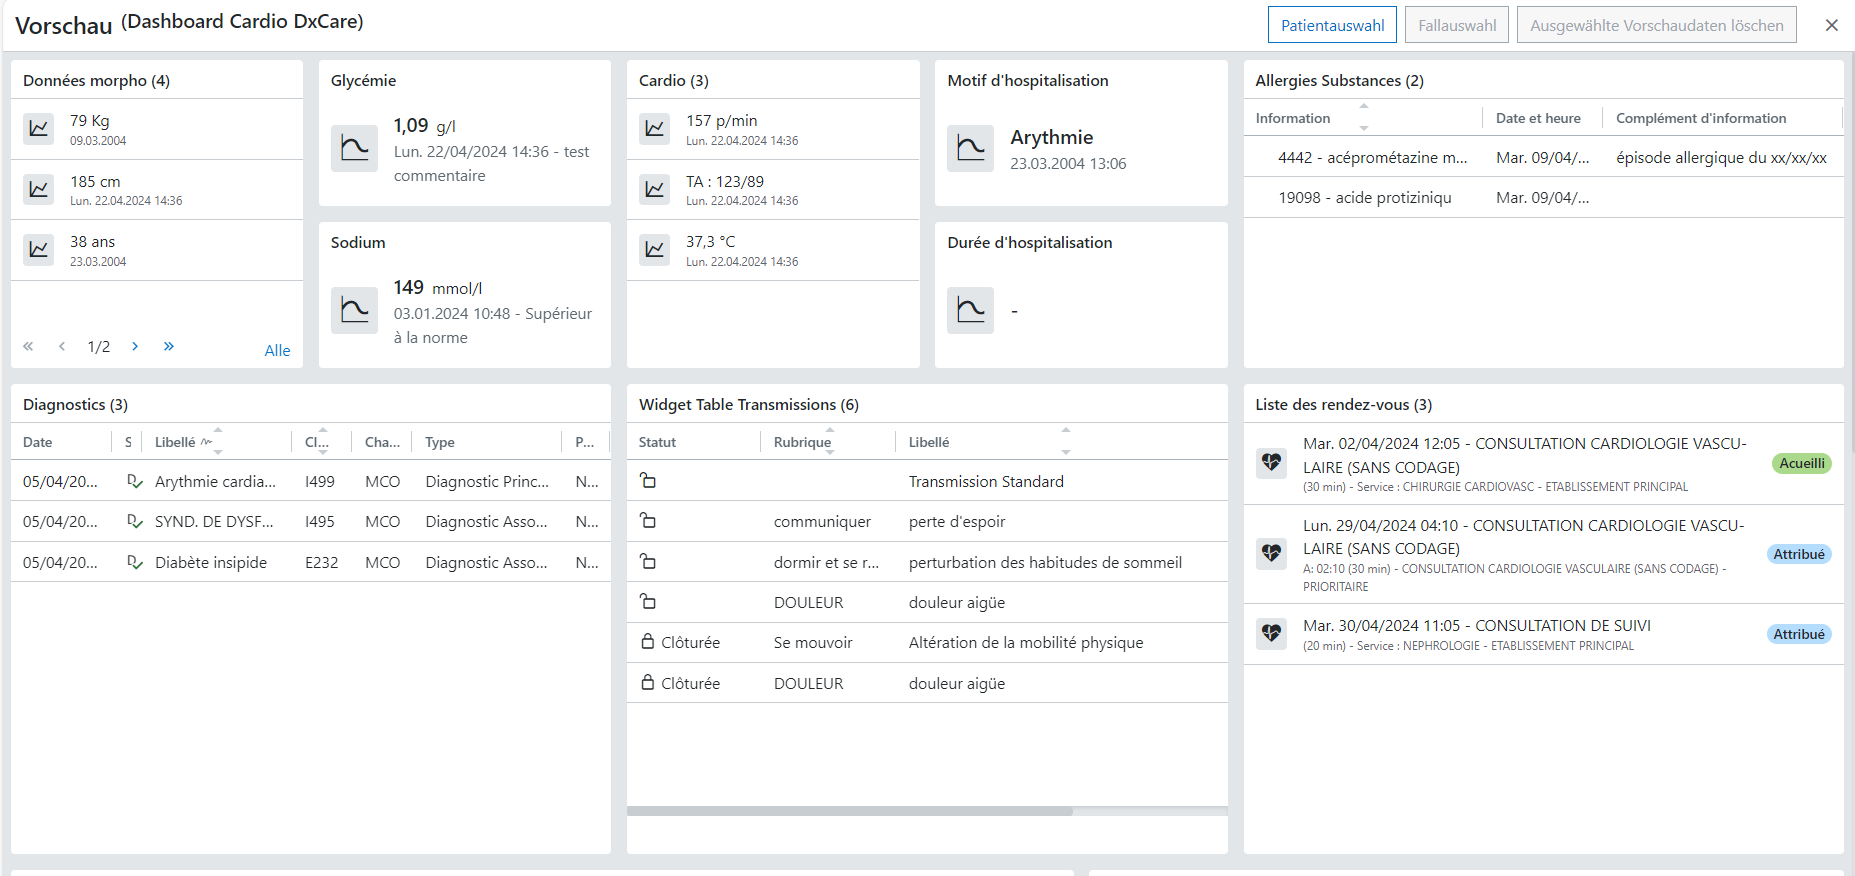 Vorschau (Dashboard Cardio DxCare)
Patientauswahl
Fallauswahl
Ausgewählte Vorschaudaten löschen
Données morpho (4)
79 Kg
09.03.2004
185 cm
Lun. 22.04.2024 14:36
38 ans
23.03.2004
1/2
Alle
Glycémie
1,09 g/l
Lun. 22/04/2024 14:36 - test
commentaire
Sodium
149 mmol/l
03.01.2024 10:48 - Supérieur
à la norme
Cardio (3)
157 p/min
Lun. 22.04.2024 14:36
TA : 123/89
Lun. 22.04.2024 14:36
37,3 °C
Lun. 22.04.2024 14:36
Motif d'hospitalisation
Arythmie
23.03.2004 13:06
Durée d'hospitalisation
-
Allergies Substances (2)
Information Date et heure Complément d'information
4442 - acéprométazine m... Mar. 09/04/... épisode allergique du xx/xx/xx
19098 - acide protiziniqu Mar. 09/04/...
Diagnostics (3)
Date S Libellé Cl... Cha... Type P...
05/04/20... Arythmie cardia... I499 MCO Diagnostic Princ... N...
05/04/20... SYND. DE DYSF... I495 MCO Diagnostic Asso... N...
05/04/20... Diabète insipide E232 MCO Diagnostic Asso... N...
Widget Table Transmissions (6)
Statut Rubrique Libellé
Transmission Standard
communiquer perte d'espoir
dormir et se r... perturbation des habitudes de sommeil
DOULEUR douleur aigüe
Clôturée Se mouvoir Altération de la mobilité physique
Clôturée DOULEUR douleur aigüe
Liste des rendez-vous (3)
Mar. 02/04/2024 12:05 - CONSULTATION CARDIOLOGIE VASCU-
LAIRE (SANS CODAGE)
(30 min) - Service : CHIRURGIE CARDIOVASC - ETABLISSEMENT PRINCIPAL
Acueilli
Lun. 29/04/2024 04:10 - CONSULTATION CARDIOLOGIE VASCU-
LAIRE (SANS CODAGE)
A: 02:10 (30 min) - CONSULTATION CARDIOLOGIE VASCULAIRE (SANS CODAGE) -
PRIORITAIRE
Attribué
Mar. 30/04/2024 11:05 - CONSULTATION DE SUIVI
(20 min) - Service : NEPHROLOGIE - ETABLISSEMENT PRINCIPAL
Attribué